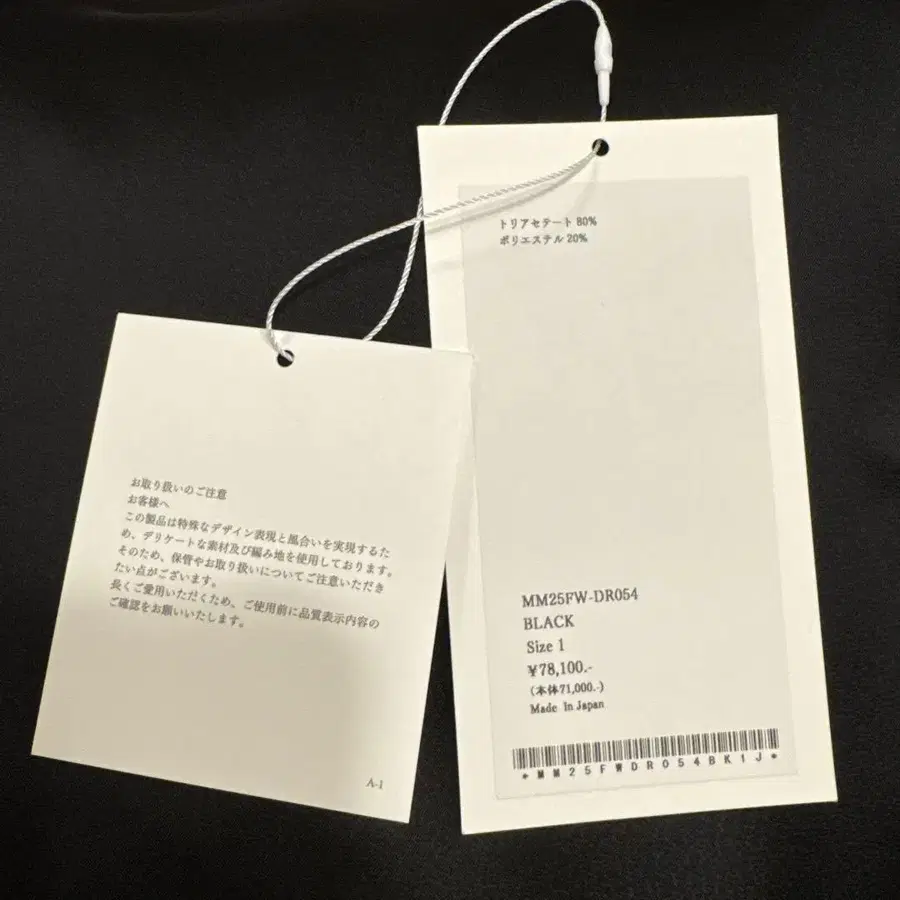 お取り扱いのご注意
お客様へ
この製品は特殊なデザイン表現と風合いを実現するた
め、デリケートな素材及び編み地を使用しております。
そのため、保管やお取り扱いについてご注意いただき
たい点がございます。
長くご愛用いただくため、ご使用前に品質表示内容の
ご確認をお願いいたします。
A-1
トリアセテート 80%
ポリエステル 20%
MM25FW-DR054
BLACK
Size 1
¥78,100.-
(本体71,000.-)
Made In Japan
*MM25FWDR054BK1J*